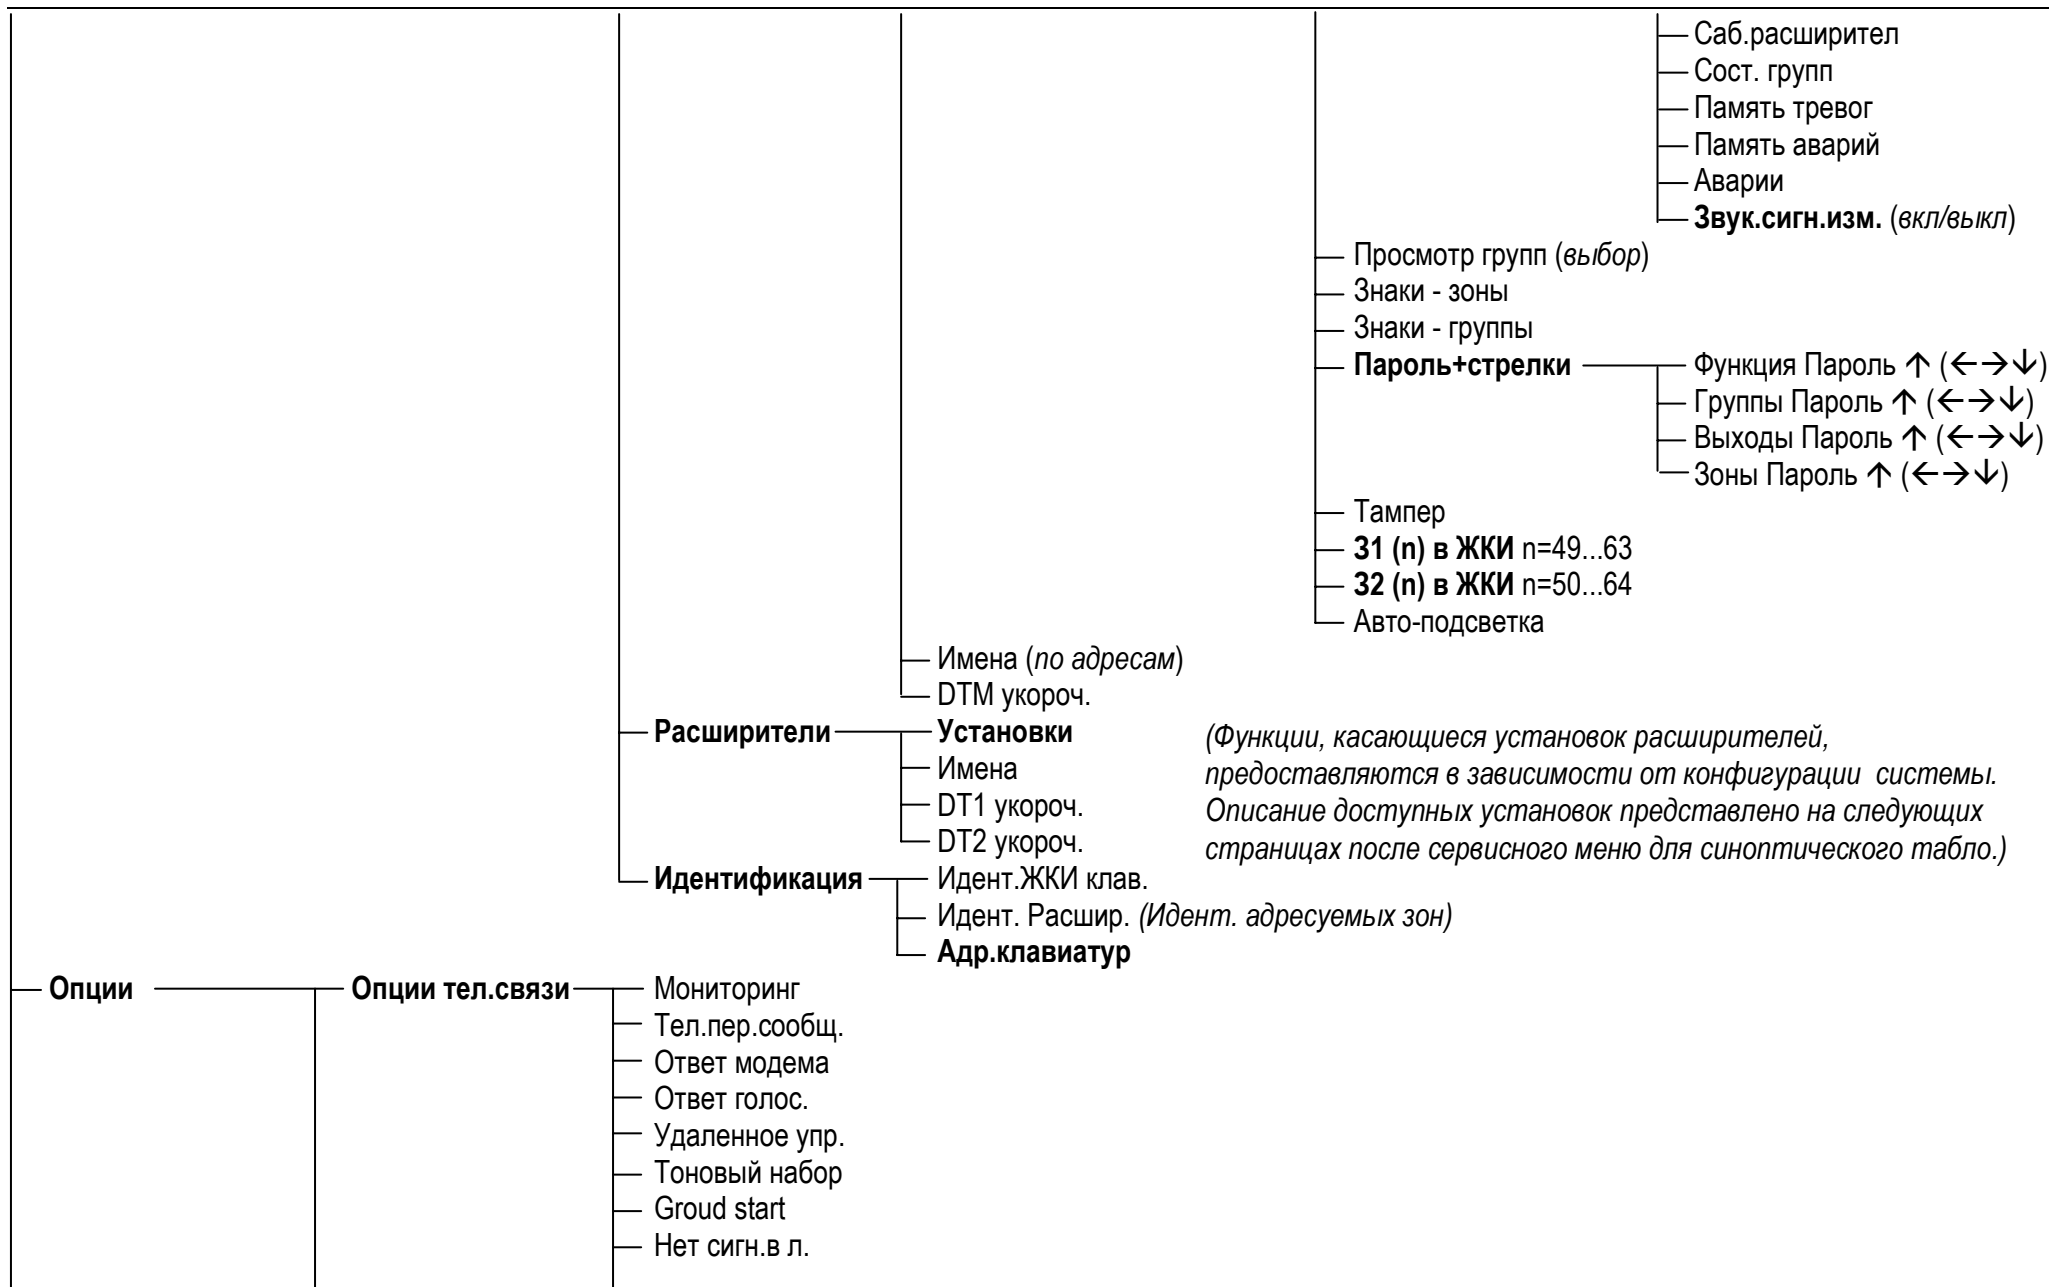 Саб.расширител
Сост. групп
Память тревог
Память аварий
Аварии
Звук.сигн.изм. (вкл/выкл)
Просмотр групп (выбор)
Знаки - зоны
Знаки - группы
Пароль+стрелки
Функция Пароль ↑ (←→↓)
Группы Пароль ↑ (←→↓)
Выходы Пароль ↑ (←→↓)
Зоны Пароль ↑ (←→↓)
Тампер
З1 (n) в ЖКИ n=49...63
З2 (n) в ЖКИ n=50...64
Авто-подсветка
Имена (по адресам)
DTM укороч.
Расширители
Установки
Имена
DT1 укороч.
DT2 укороч.
(Функции, касающиеся установок расширителей,
предоставляются в зависимости от конфигурации системы.
Описание доступных установок представлено на следующих
страницах после сервисного меню для синоптического табло.)
Идентификация
Идент.ЖКИ клав.
Идент. Расшир. (Идент. адресуемых зон)
Адр.клавиатур
Опции
Опции тел.связи
Мониторинг
Тел.пер.сообщ.
Ответ модема
Ответ голос.
Удаленное упр.
Тоновый набор
Groud start
Нет сигн.в л.